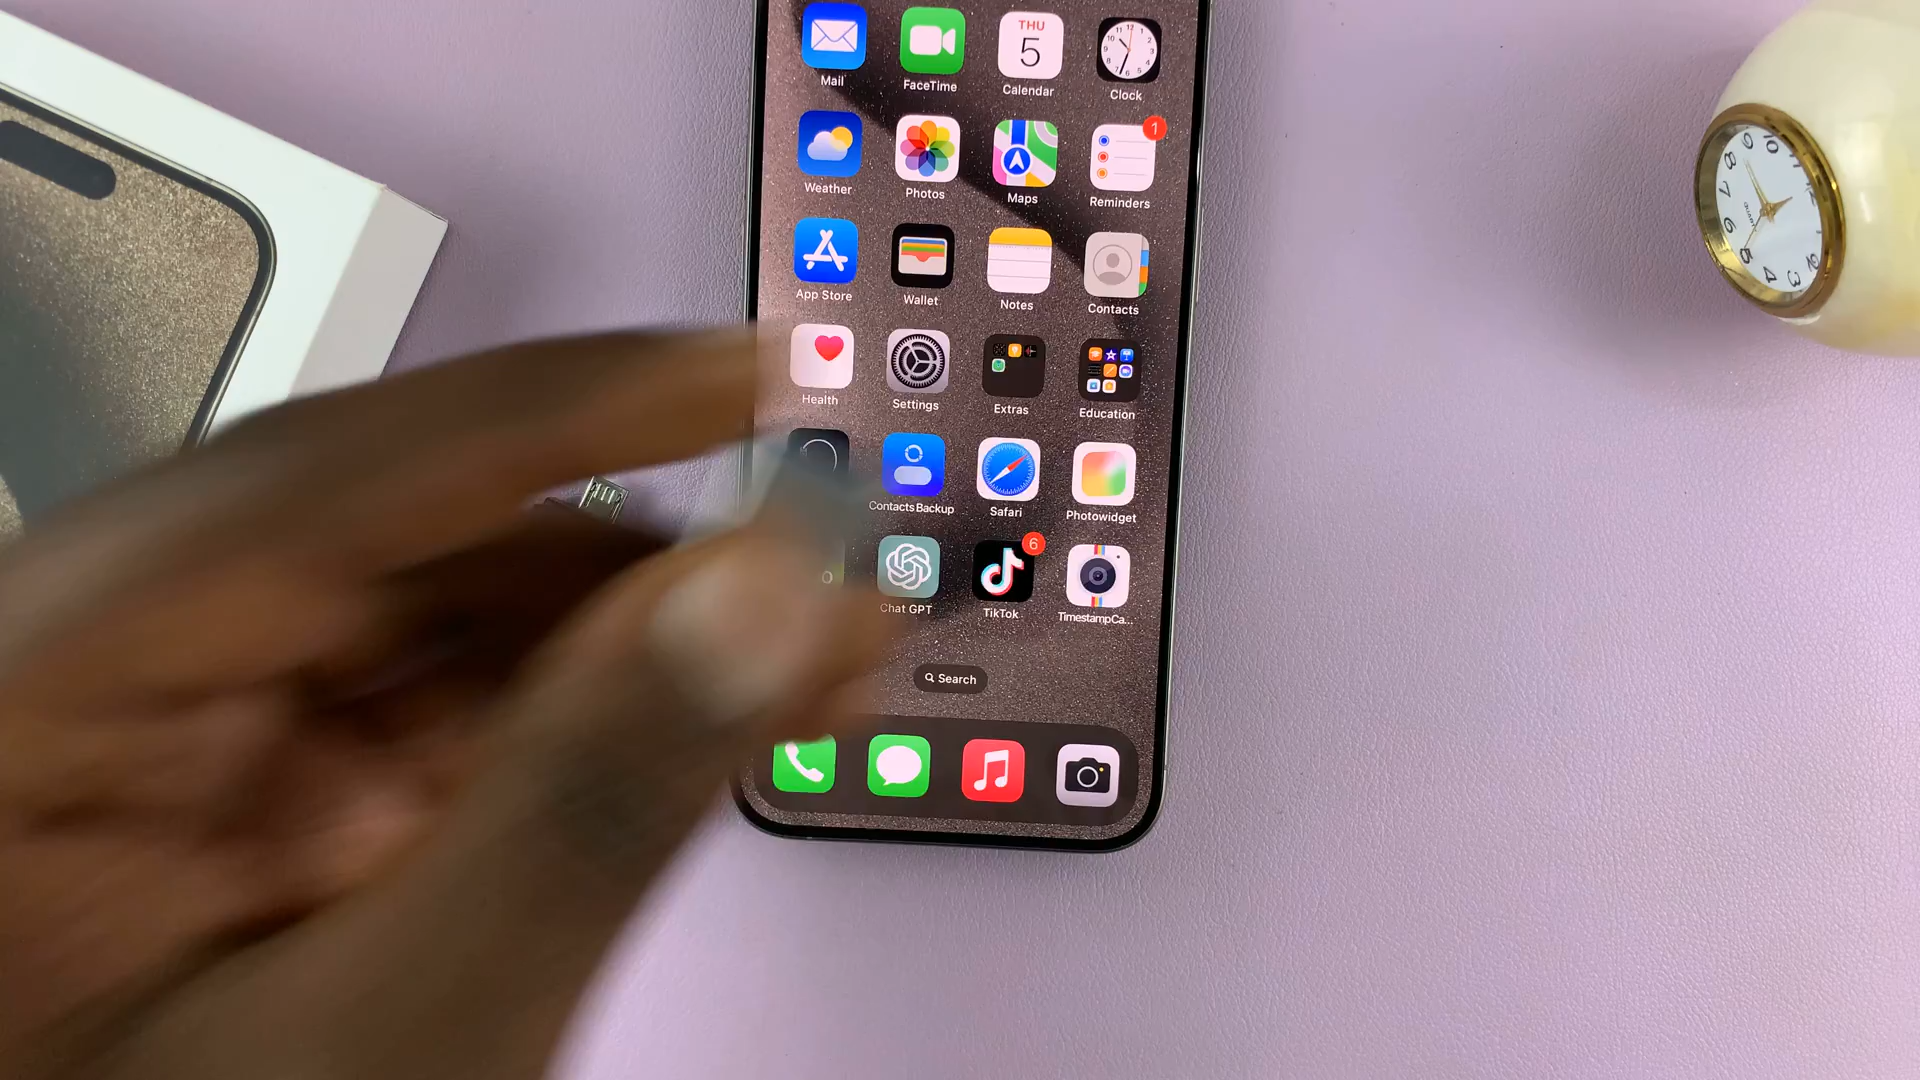 Mail
FaceTime
THU
5
Calendar
Clock
Weather
Photos
Maps
1
Reminders
App Store
Wallet
Notes
Contacts
Health
Settings
Extras
Education
Contacts Backup
Safari
Photowidget
Chat GPT
6
TikTok
TimestampCa...
Search